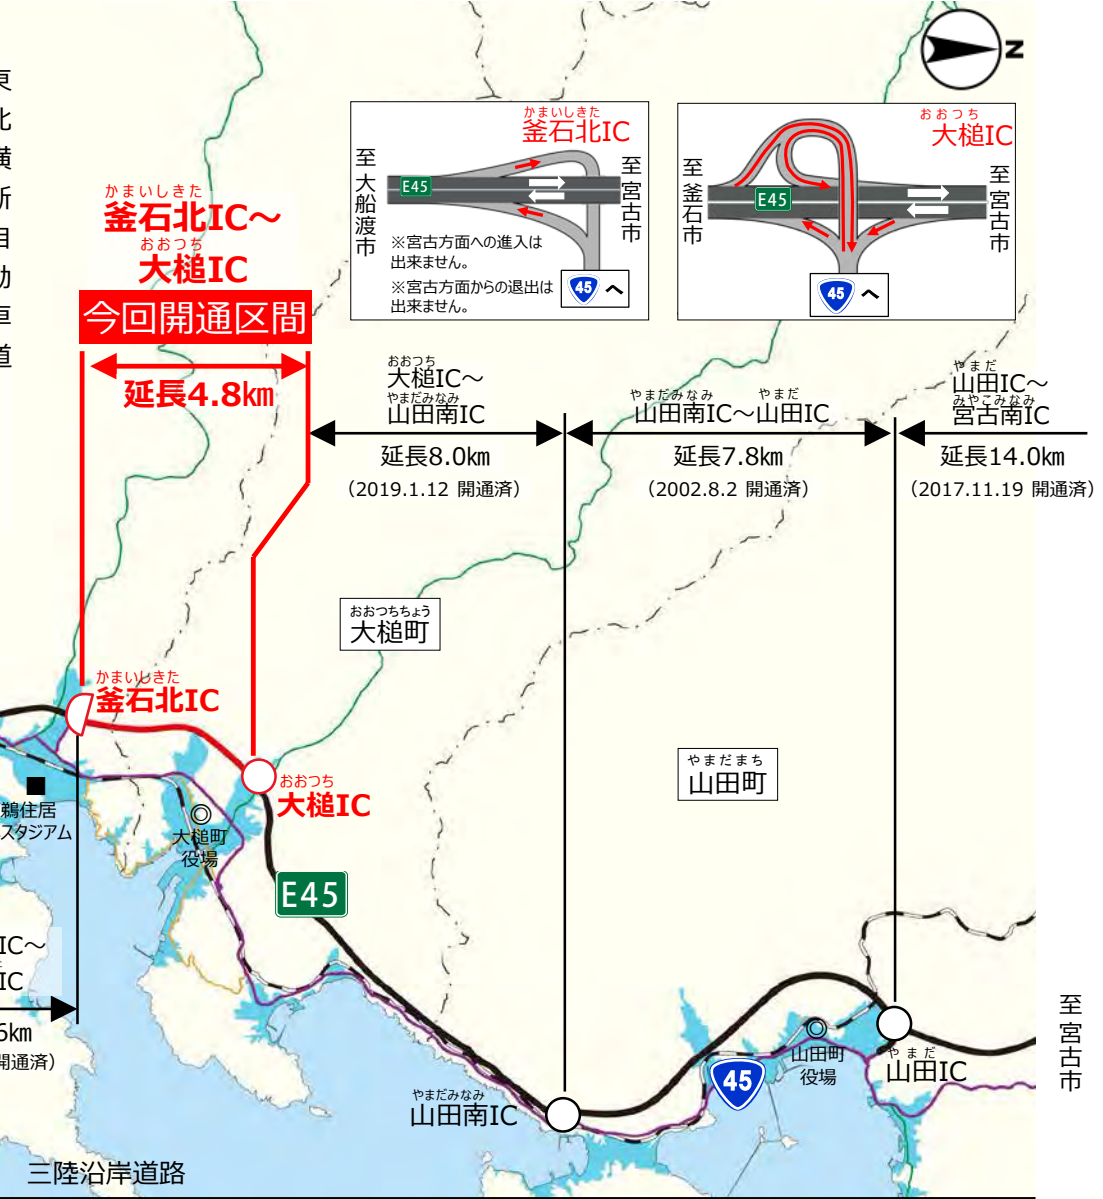 東北横断自動車道
N
かまいしきた
釜石北IC～
おおつち
大槌IC
今回開通区間
延長4.8㎞
かまいしきた
釜石北IC
至大船渡市
至宮古市
E45
※宮古方面への進入は
出来ません。
※宮古方面からの退出は
出来ません。
45 へ
おおつち
大槌IC
至釜石市
至宮古市
E45
45 へ
おおつち
大槌IC～
やまだみなみ
山田南IC
延長8.0㎞
（2019.1.12 開通済）
やまだみなみ やまだ
山田南IC～山田IC
延長7.8㎞
（2002.8.2 開通済）
やまだ
山田IC～
みやこみなみ
宮古南IC
延長14.0㎞
（2017.11.19 開通済）
おおつちちょう
大槌町
やまだまち
山田町
かまいしきた
釜石北IC
おおつち
大槌IC
鵜住居
スタジアム
大槌町
役場
E45
IC～
IC
㎞
開通済）
やまだみなみ
山田南IC
45
山田町
役場
やまだ
山田IC
至宮古市
三陸沿岸道路